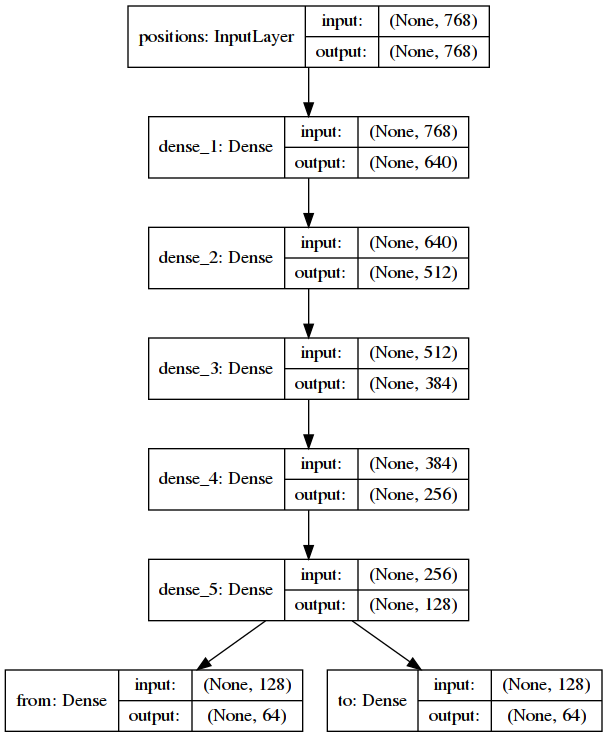 positions: InputLayer
input: (None, 768)
output: (None, 768)
dense_1: Dense
input: (None, 768)
output: (None, 640)
dense_2: Dense
input: (None, 640)
output: (None, 512)
dense_3: Dense
input: (None, 512)
output: (None, 384)
dense_4: Dense
input: (None, 384)
output: (None, 256)
dense_5: Dense
input: (None, 256)
output: (None, 128)
from: Dense
input: (None, 128)
output: (None, 64)
to: Dense
input: (None, 128)
output: (None, 64)